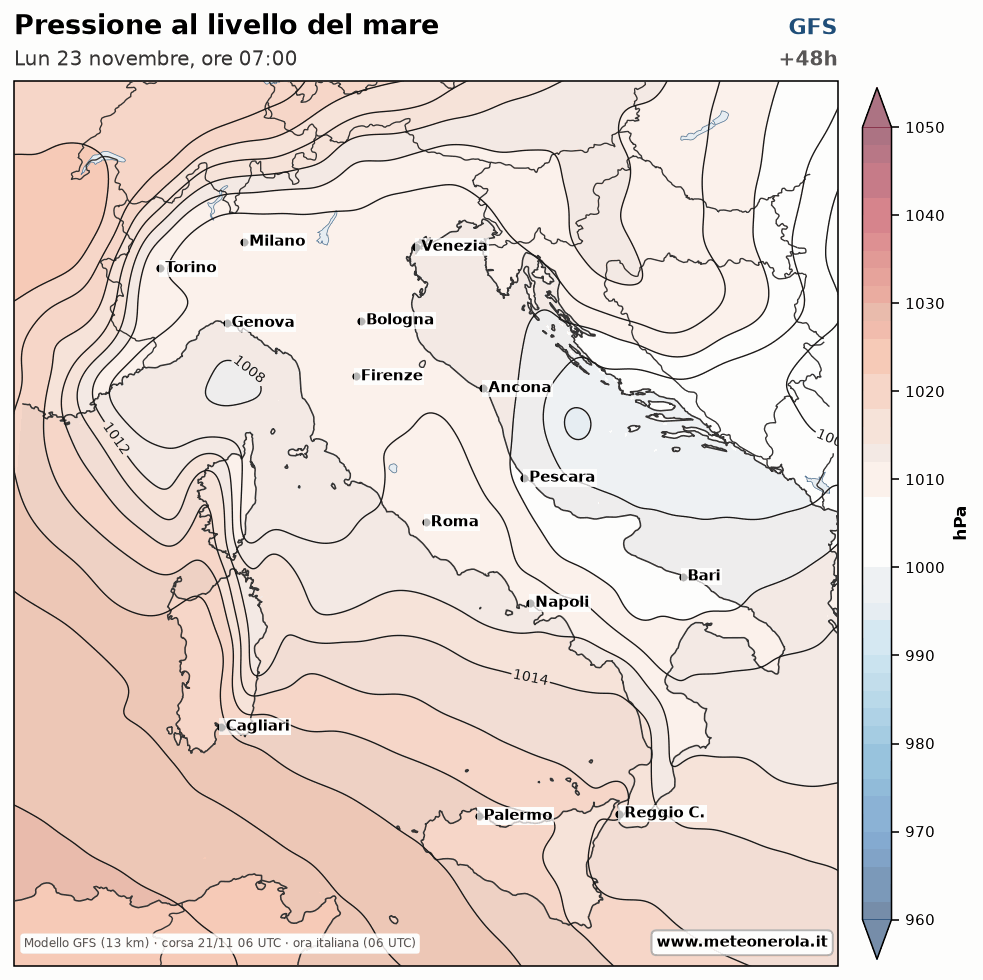 Pressione al livello del mare
GFS
Lun 23 novembre, ore 07:00
+48h
1050
1040
1030
1020
1010
1000
990
980
970
960
hPa
Milano
Venezia
Torino
Genova
Bologna
1008
Firenze
Ancona
1012
Pescara
Roma
Bari
Napoli
1014
Cagliari
Palermo
Reggio C.
Modello GFS (13 km) · corsa 21/11 06 UTC · ora italiana (06 UTC)
www.meteonerola.it